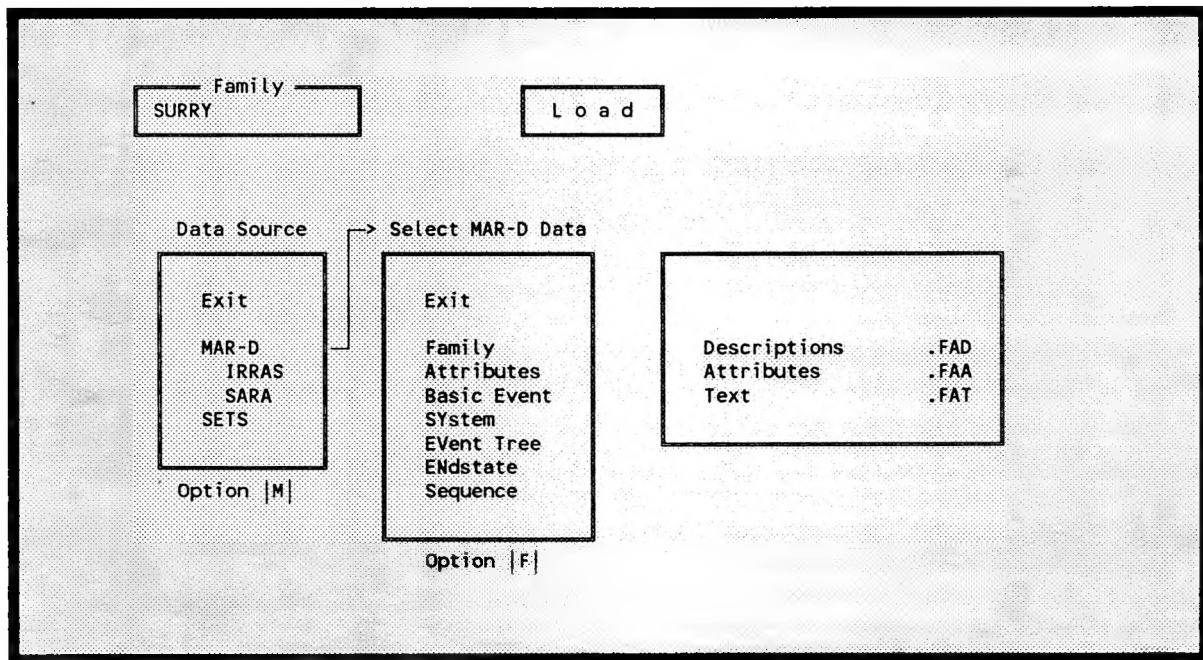 Family
SURRY
L o a d
Data Source
Exit
MAR-D
IRRAS
SARA
SETS
Option |M|
Select MAR-D Data
Exit
Family
Attributes
Basic Event
SYstem
EVent Tree
ENdstate
Sequence
Option |F|
Descriptions .FAD
Attributes .FAA
Text .FAT